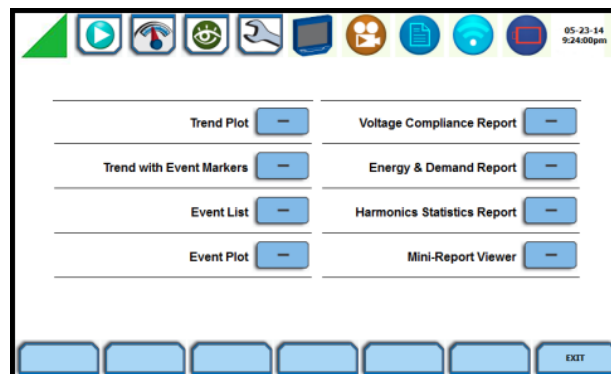 05-23-14
9:24:00pm
Trend Plot
Voltage Compliance Report
Trend with Event Markers
Energy & Demand Report
Event List
Harmonics Statistics Report
Event Plot
Mini-Report Viewer
EXIT